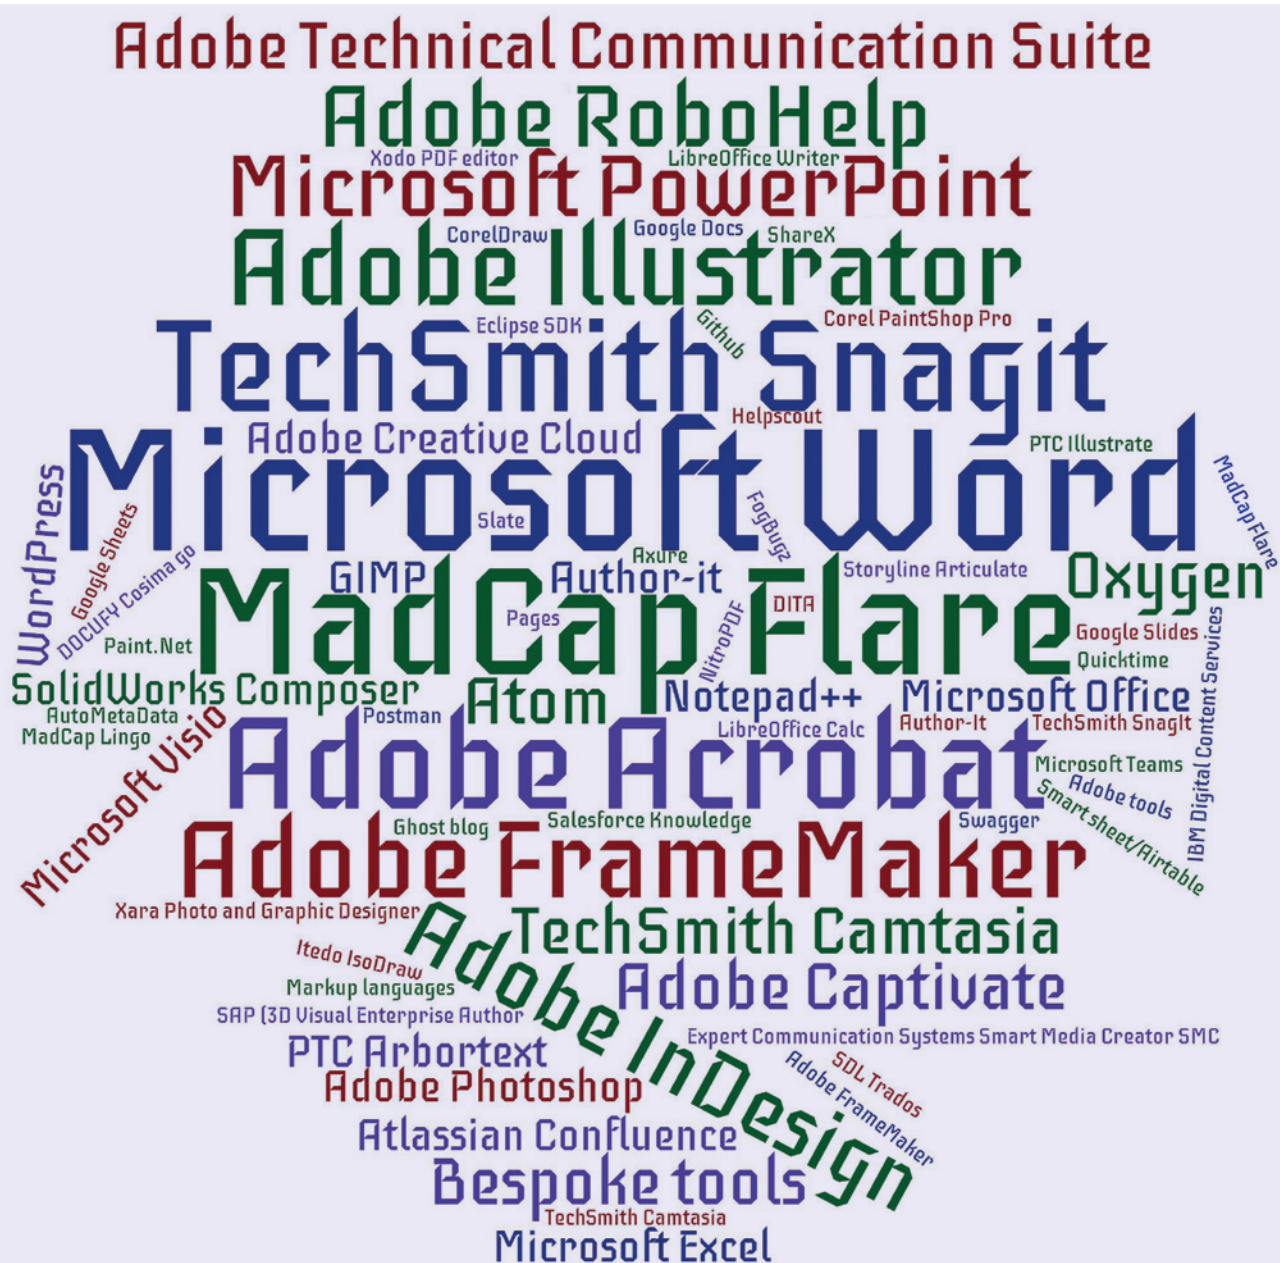 Adobe Technical Communication Suite
Adobe RoboHelp
Xodo PDF editor
LibreOffice Writer
Microsoft PowerPoint
CorelDraw
Google Docs
ShareX
Adobe Illustrator
Eclipse SDK
Github
Corel PaintShop Pro
TechSmith Snagit
Helpscout
Adobe Creative Cloud
PTC Illustrate
Microsoft Word
WordPress
Google Sheets
DOCUFY Cosima go
Slate
FogBugz
MadCap Flare
Axure
GIMP
Author-it
Storyline Articulate
Oxygen
MadCap Flare
Pages
NitroPDF
DITA
Google Slides
Paint.Net
Quicktime
IBM Digital Content Services
SolidWorks Composer
Atom
Notepad++
Microsoft Office
AutoMetaData
Postman
LibreOffice Calc
Author-It
TechSmith SnagIt
MadCap Lingo
Microsoft Visio
Adobe Acrobat
Microsoft Teams
Adobe tools
Smart sheet/Airtable
Ghost blog
Salesforce Knowledge
Swagger
Adobe FrameMaker
Xara Photo and Graphic Designer
TechSmith Camtasia
Itedo IsoDraw
Adobe InDesign
Markup languages
Adobe Captivate
SAP (3D Visual Enterprise Author
Expert Communication Systems Smart Media Creator SMC
PTC Arbortext
SDL Trados
Adobe FrameMaker
Adobe Photoshop
Atlassian Confluence
Bespoke tools
TechSmith Camtasia
Microsoft Excel